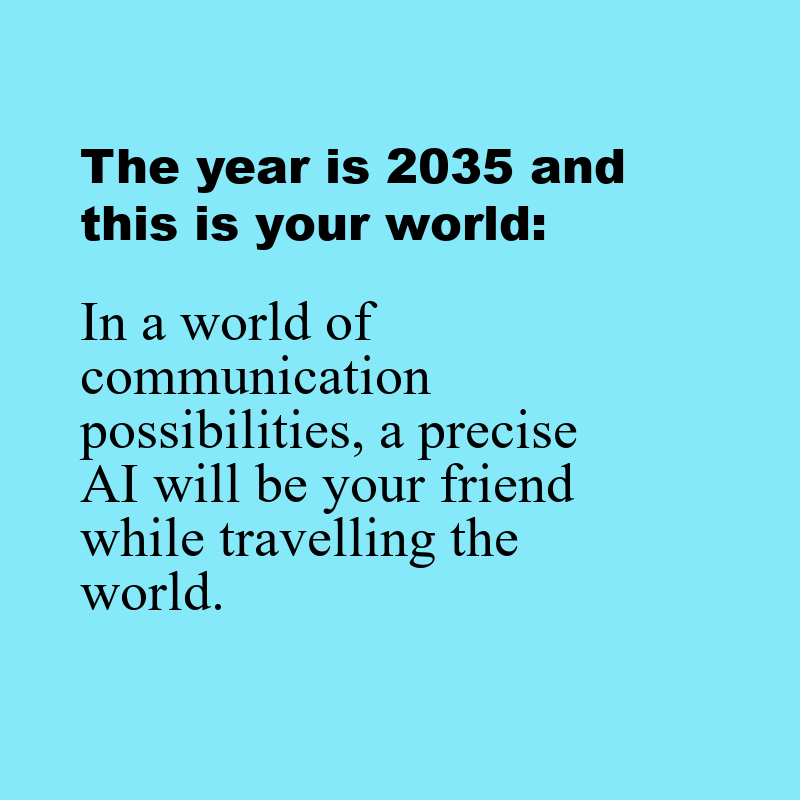 The year is 2035 and
this is your world:
In a world of
communication
possibilities, a precise
AI will be your friend
while travelling the
world.